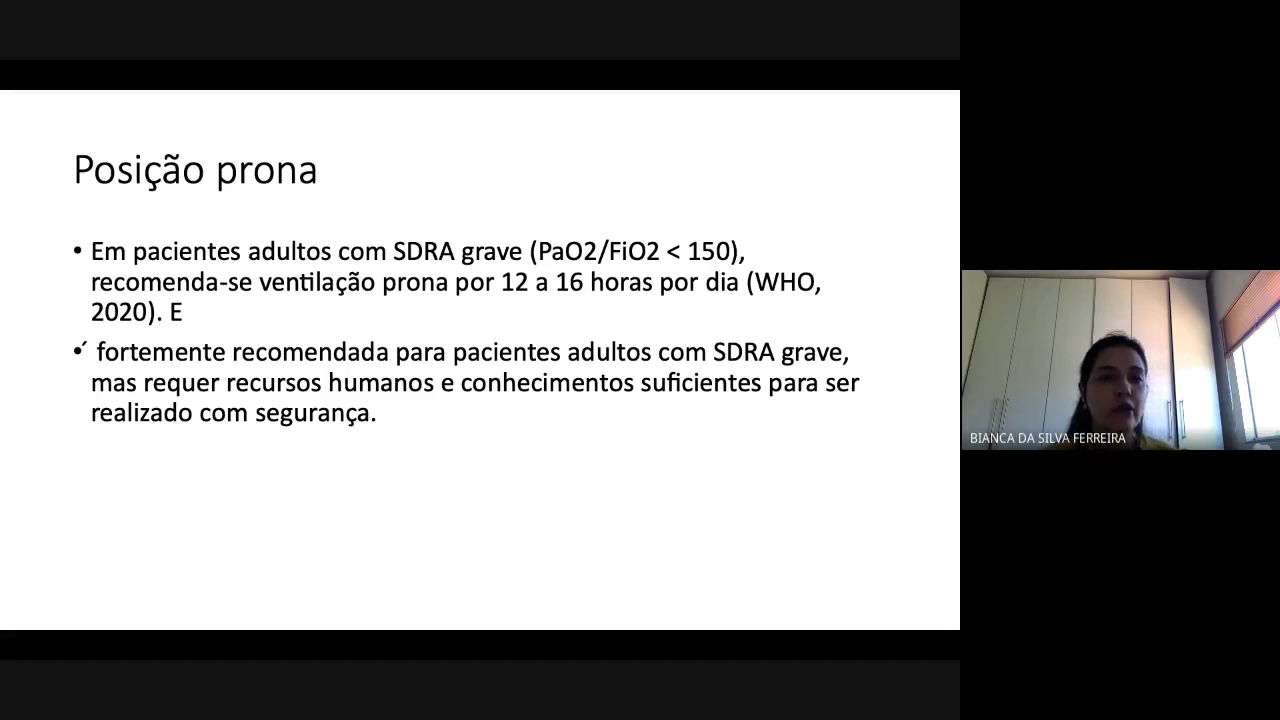 Posição prona
• Em pacientes adultos com SDRA grave (PaO2/FiO2 < 150),
recomenda-se ventilação prona por 12 a 16 horas por dia (WHO,
2020). E
•´ fortemente recomendada para pacientes adultos com SDRA grave,
mas requer recursos humanos e conhecimentos suficientes para ser
realizado com segurança.
BIANCA DA SILVA FERREIRA